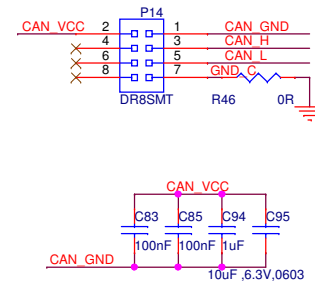 P14
CAN_VCC 2 1 CAN_GND
4 3 CAN_H
6 5 CAN_L
8 7 GND_C
DR8SMT R46 0R
CAN_VCC
C83 C85 C94 C95
100nF 100nF 1uF
CAN_GND
10uF ,6.3V,0603